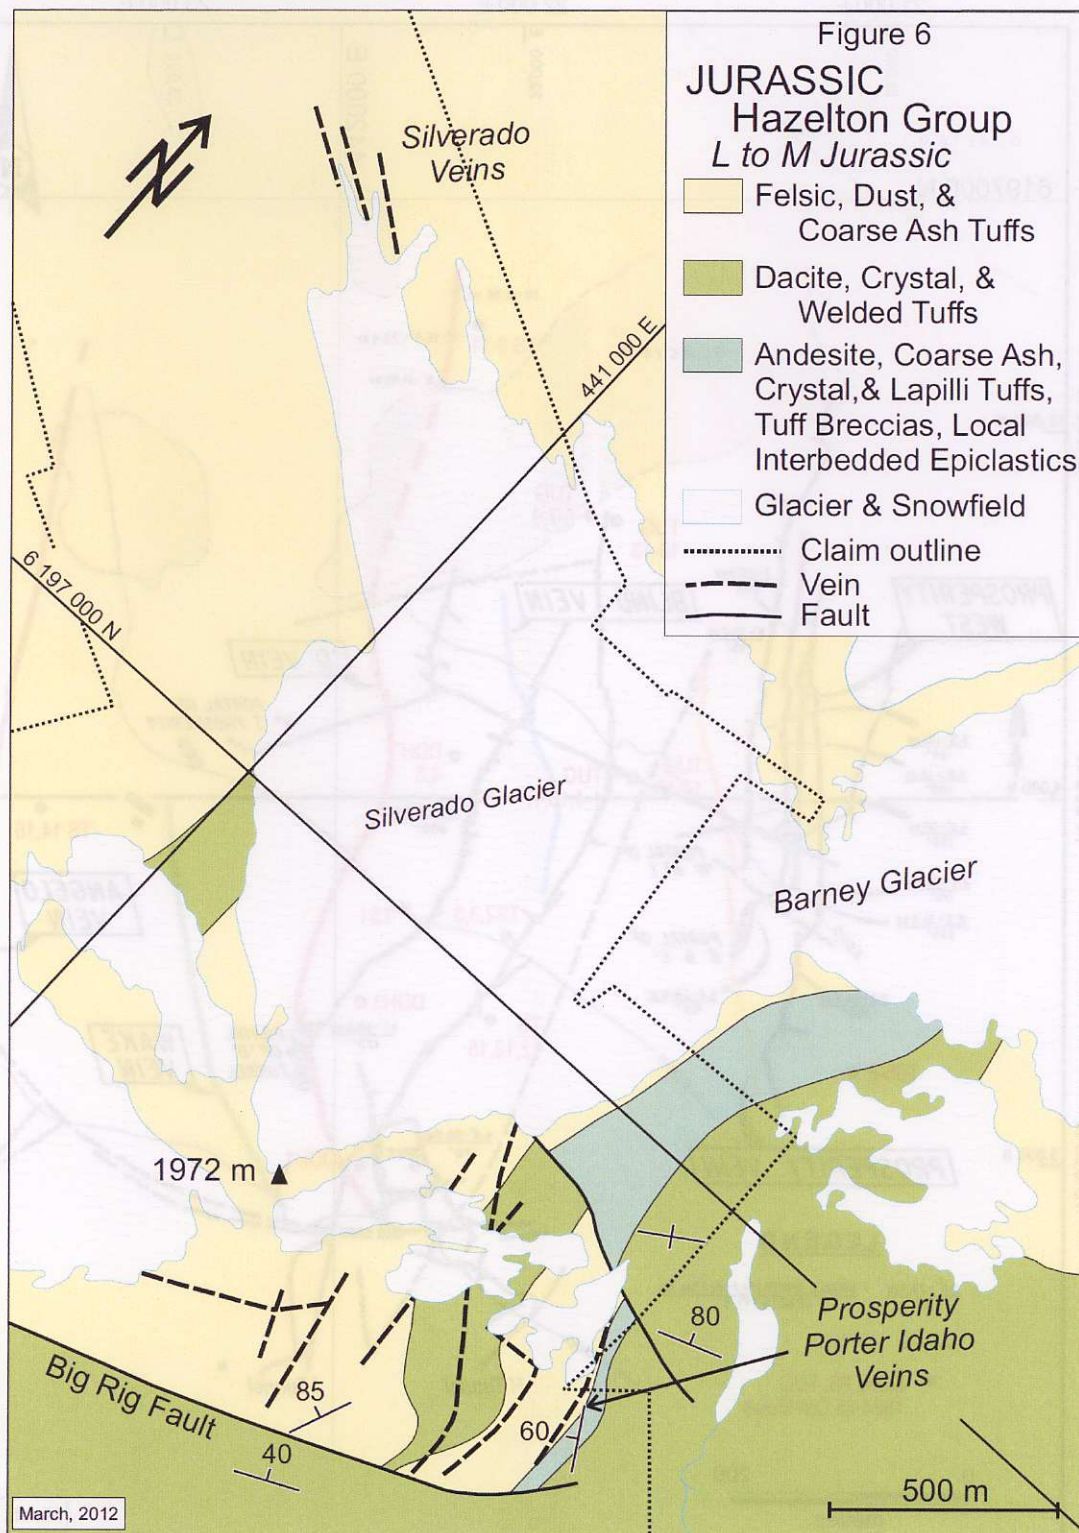 Figure 6
JURASSIC
Hazelton Group
L to M Jurassic
Felsic, Dust, &
Coarse Ash Tuffs
Dacite, Crystal, &
Welded Tuffs
Andesite, Coarse Ash,
Crystal,& Lapilli Tuffs,
Tuff Breccias, Local
Interbedded Epiclastics
Glacier & Snowfield
Claim outline
Vein
Fault
N
Silverado
Veins
441 000 E
6 197 000 N
Silverado Glacier
Barney Glacier
1972 m
Prosperity
Porter Idaho
Veins
80
85
60
40
Big Rig Fault
500 m
March, 2012